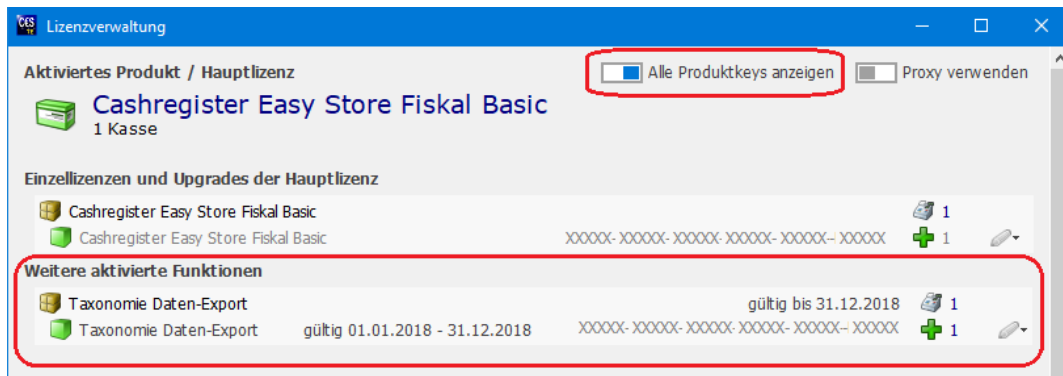 CES
Lizenzverwaltung
Aktiviertes Produkt / Hauptlizenz
Alle Produktkeys anzeigen
Proxy verwenden
Cashregister Easy Store Fiskal Basic
1 Kasse
Einzellizenzen und Upgrades der Hauptlizenz
Cashregister Easy Store Fiskal Basic 1
Cashregister Easy Store Fiskal Basic XXXXX-XXXXX-XXXXX-XXXXX-XXXXX-XXXXX 1
Weitere aktivierte Funktionen
Taxonomie Daten-Export gültig bis 31.12.2018 1
Taxonomie Daten-Export gültig 01.01.2018 - 31.12.2018 XXXXX-XXXXX-XXXXX-XXXXX-XXXXX-XXXXX 1